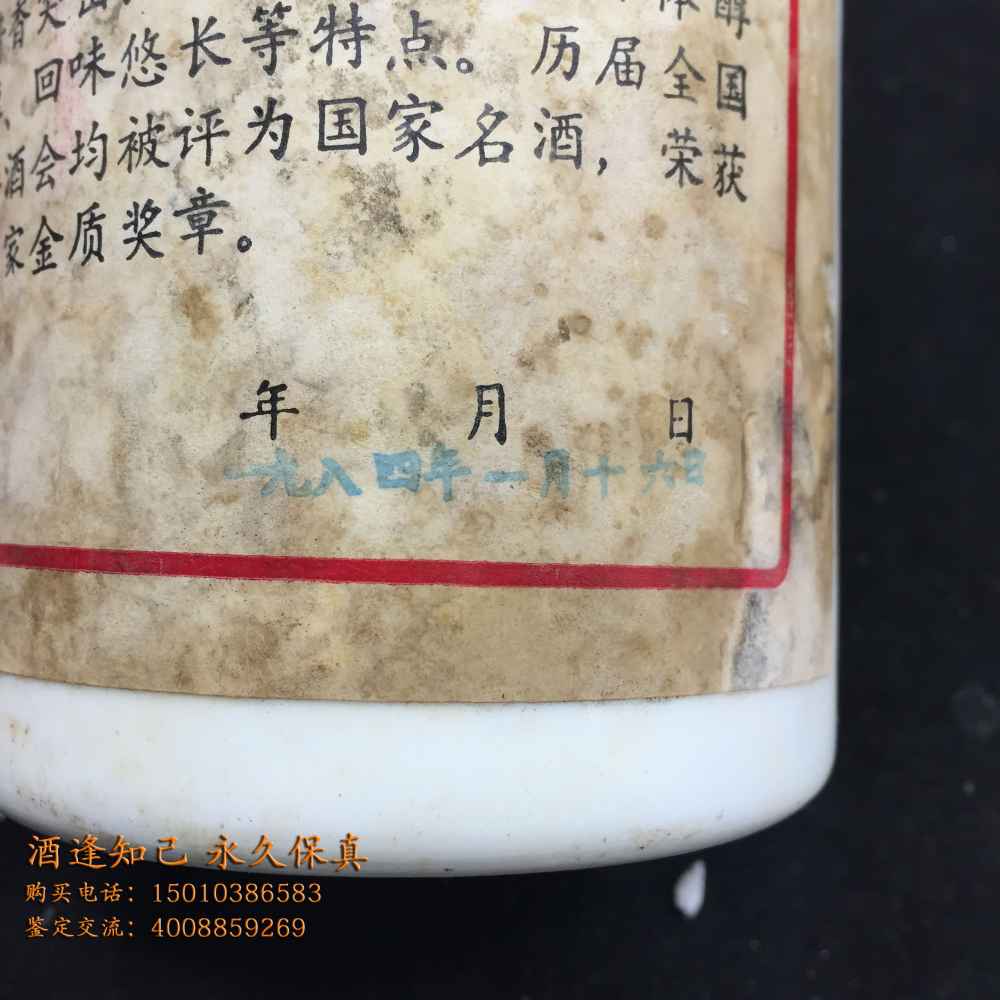 回味悠长等特点。历届全国
酒会均被评为国家名酒，荣获
家金质奖章。
年 月 日
一九八四年一月十六日
酒逢知己 永久保真
购买电话：15010386583
鉴定交流：4008859269